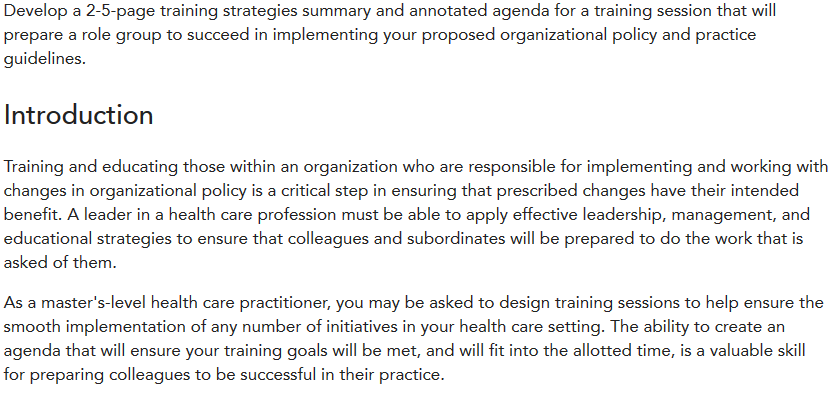 Develop a 2-5-page training strategies summary and annotated agenda for a training session that will
prepare a role group to succeed in implementing your proposed organizational policy and practice
guidelines.
Introduction
Training and educating those within an organization who are responsible for implementing and working with
changes in organizational policy is a critical step in ensuring that prescribed changes have their intended
benefit. A leader in a health care profession must be able to apply effective leadership, management, and
educational strategies to ensure that colleagues and subordinates will be prepared to do the work that is
asked of them.
As a master's-level health care practitioner, you may be asked to design training sessions to help ensure the
smooth implementation of any number of initiatives in your health care setting. The ability to create an
agenda that will ensure your training goals will be met, and will fit into the allotted time, is a valuable skill
for preparing colleagues to be successful in their practice.